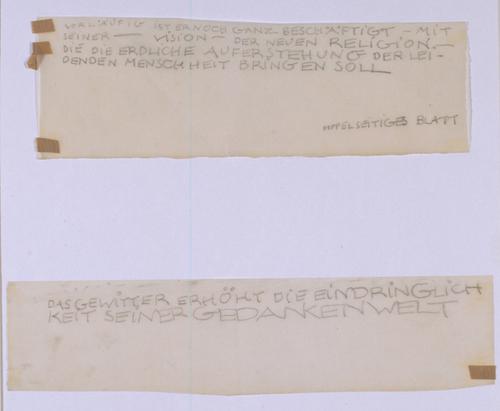 VORLÄUFIG IST ER NOCH GANZ BESCHÄFTIGT – MIT
SEINER — VISION – DER NEUEN RELIGION. –
DIE DIE ERDLICHE AUFERSTEHUNG DER LEI-
DENDEN MENSCHHEIT BRINGEN SOLL
BLATT
DAS GEWITTER ERHÖHT DIE EINDRINGLICH
KEIT SEINER GEDANKENWELT